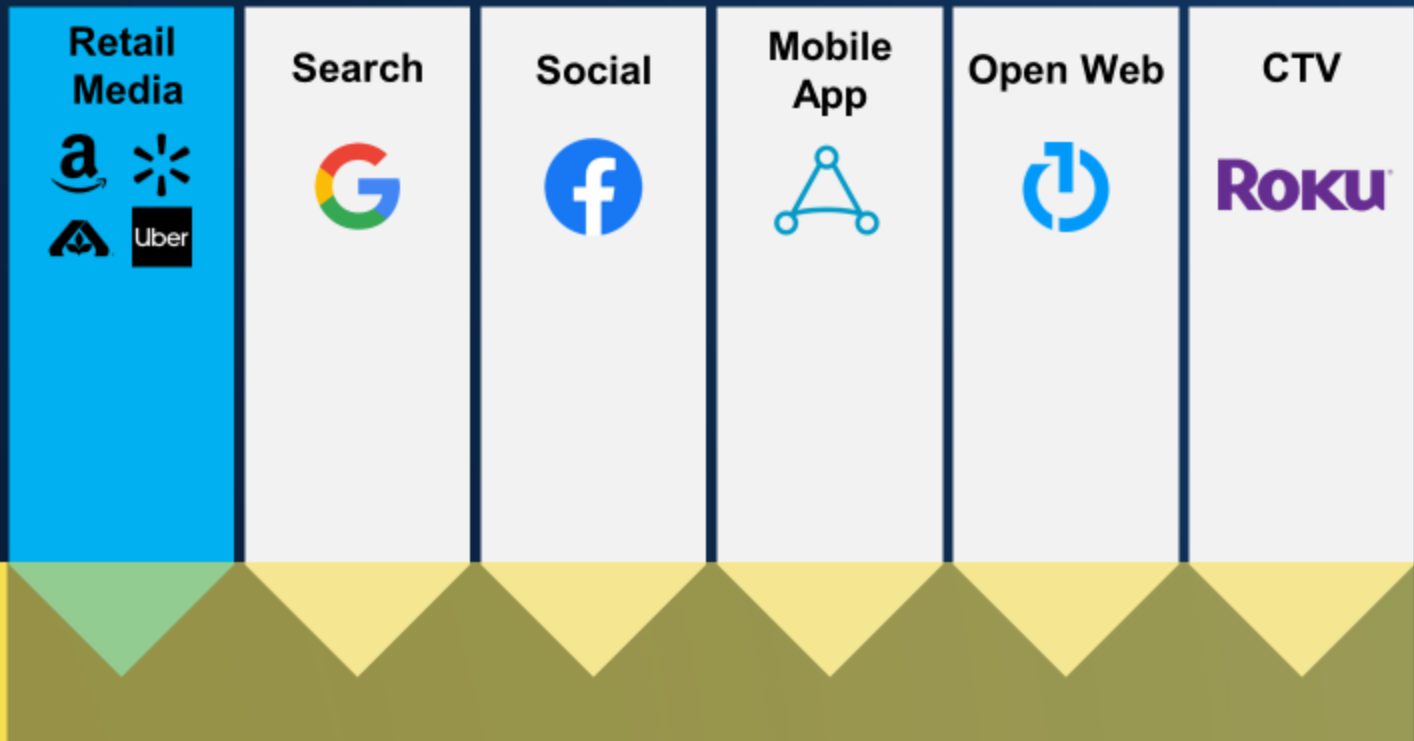 Retail
Media
a
Uber
Search
G
Social
f
Mobile
App
Open Web
CTV
ROKU